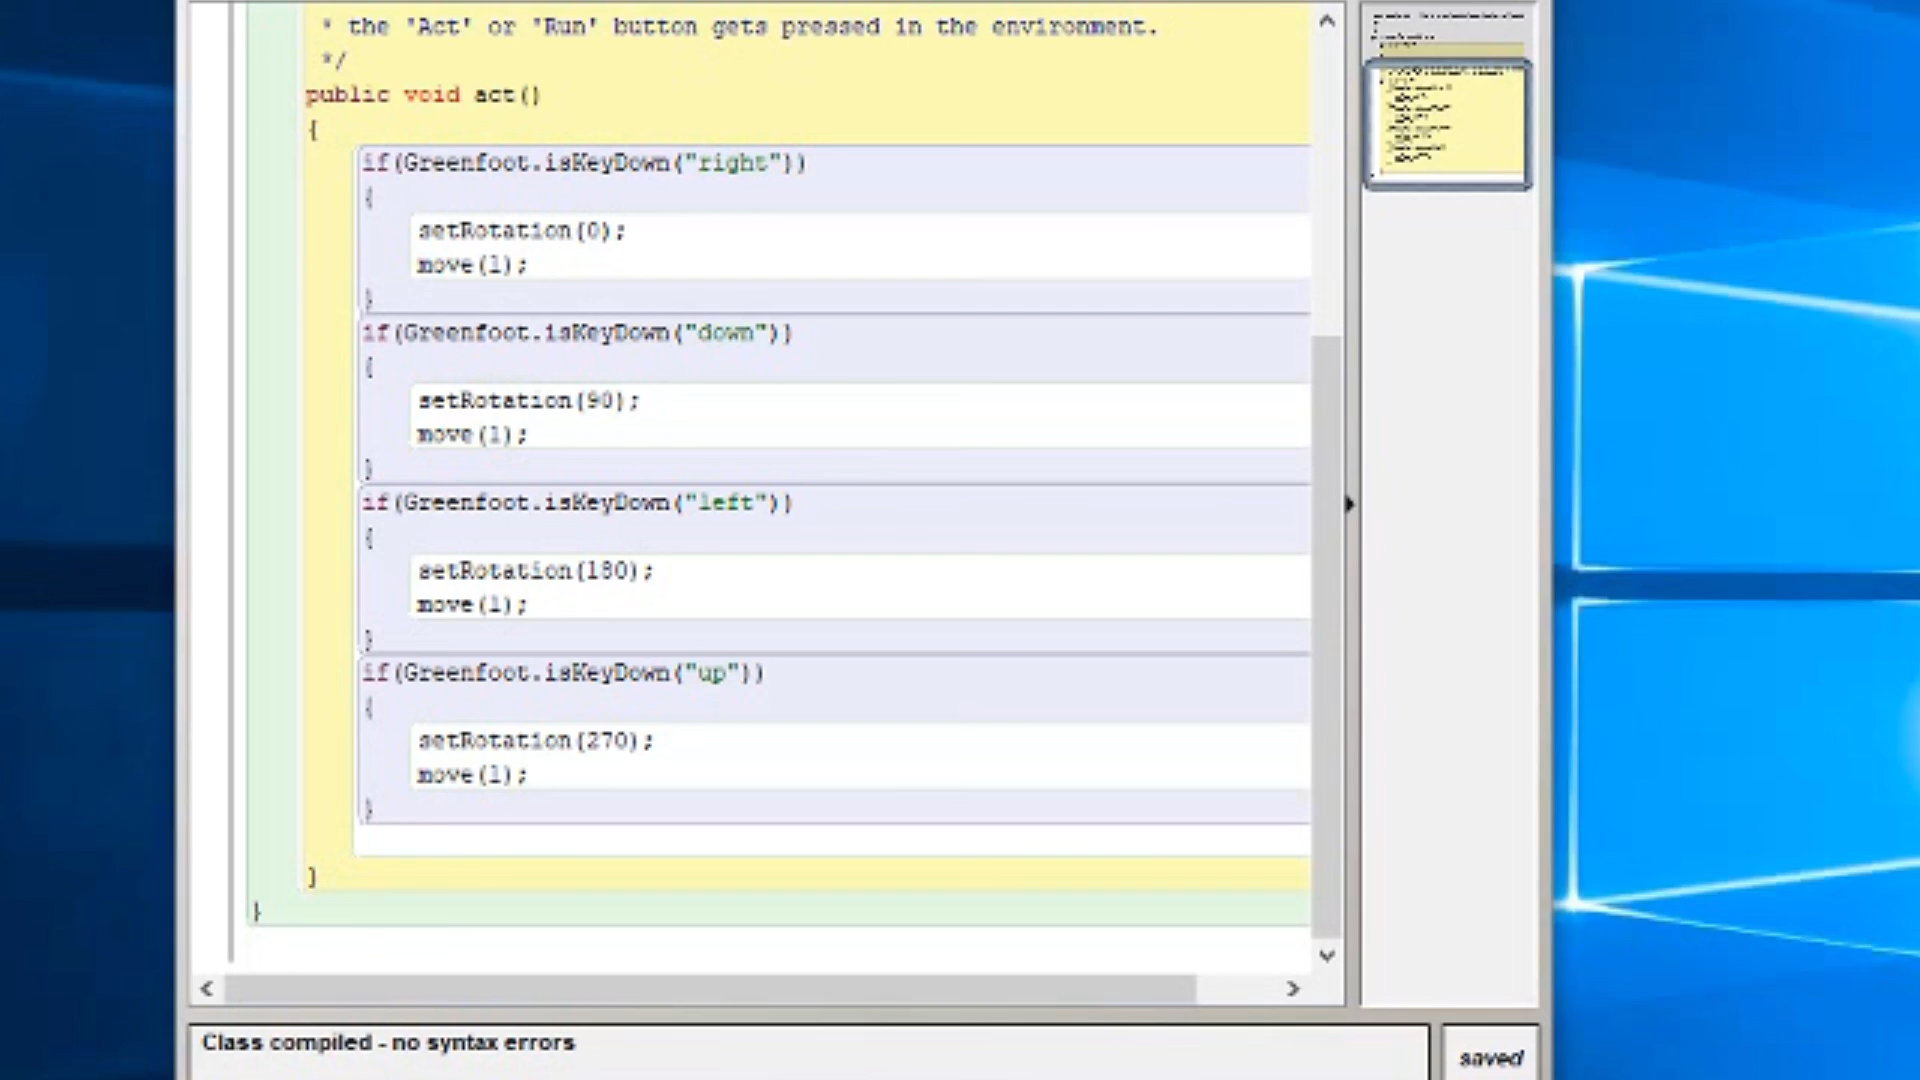 * the 'Act' or 'Run' button gets pressed in the environment.
*/
public void act()
{
if(Greenfoot.isKeyDown("right"))
{
setRotation(0);
move(1);
}
if(Greenfoot.isKeyDown("down"))
{
setRotation(90);
move(1);
}
if(Greenfoot.isKeyDown("left"))
{
setRotation(180);
move(1);
}
if(Greenfoot.isKeyDown("up"))
{
setRotation(270);
move(1);
}
}
}
Class compiled - no syntax errors
saved